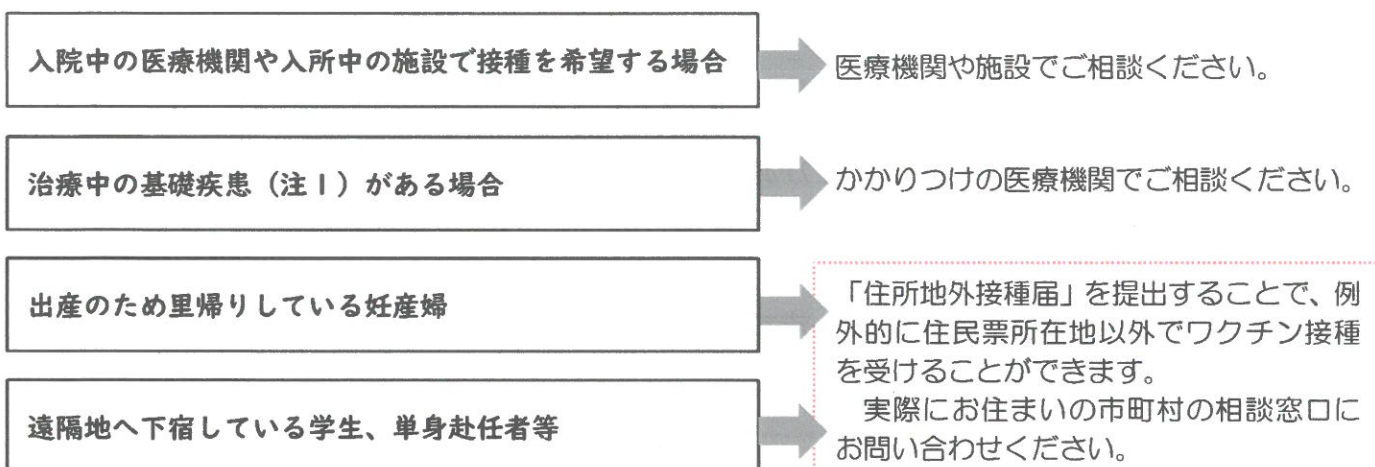 入院中の医療機関や入所中の施設で接種を希望する場合
医療機関や施設でご相談ください。
治療中の基礎疾患（注１）がある場合
かかりつけの医療機関でご相談ください。
出産のため里帰りしている妊産婦
遠隔地へ下宿している学生、単身赴任者等
「住所地外接種届」を提出することで、例
外的に住民票所在地以外でワクチン接種
を受けることができます。
実際にお住まいの市町村の相談窓口に
お問い合わせください。